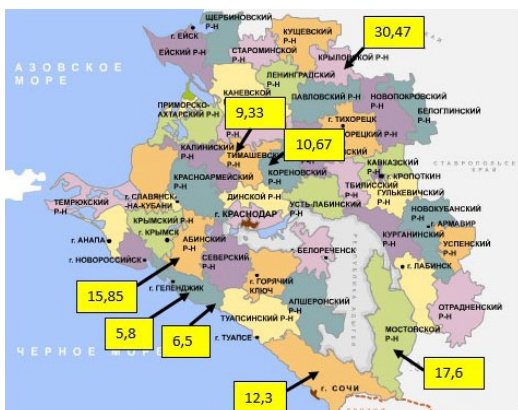 ЩЕРБИНОВСКИЙ
Р-Н
КУЩЕВСКИЙ
Р-Н
30,47
г. ЕЙСК
ЕЙСКИЙ Р-Н
СТАРОМИНСКИЙ
Р-Н
КРЫЛОВСКОЙ Р-Н
АЗОВСКОЕ
МОРЕ
ЛЕНИНГРАДСКИЙ
Р-Н
КАНЕВСКОЙ
ПАВЛОВСКИЙ Р-Н
НОВОПОКРОВСКИЙ
Р-Н
ПРИМОРСКО-
АХТАРСКИЙ Р-Н
9,33
Р-Н
г. ТИХОРЕЦК
БЕЛОГЛИНСКИЙ
Р-Н
КАЛИНИСКИЙ
Р-Н
ТИМАШЕВСКИЙ
Р-Н
10,67
КАВКАЗСКИЙ
Р-Н
г. КРОПОТКИН
СТАВРОПОЛЬСКИЙ
КРАЙ
КРАСНОАРМЕЙСКИЙ
Р-Н
КОРЕНОВСКИЙ
Р-Н
ТБИЛИССКИЙ
Р-Н
ГУЛЬКЕВИЧСКИЙ
Р-Н
ТЕМРЮКСКИЙ
Р-Н
г. СЛАВЯНСК-
НА-КУБАНИ
ДИНСКОЙ Р-Н
УСТЬ-ЛАБИНСКИЙ
Р-Н
НОВОКУБАНСКИЙ
Р-Н
г. АРМАВИР
КРЫМСКИЙ Р-Н
г. КРАСНОДАР
г. КРЫМСК
г. АНАПА
АБИНСКИЙ
Р-Н
КУРГАНИНСКИЙ
Р-Н
УСПЕНСКИЙ
Р-Н
г. НОВОРОССИЙСК
СЕВЕРСКИЙ
Р-Н
г. БЕЛОРЕЧЕНСК
г. ЛАБИНСК
г. ГЕЛЕНДЖИК
г. ГОРЯЧИЙ
КЛЮЧ
АПШЕРОНСКИЙ
Р-Н
15,85
ОТРАДНЕНСКИЙ
Р-Н
5,8
6,5
ТУАПСИНСКИЙ Р-Н
МОСТОВСКОЙ
Р-Н
г. ТУАПСЕ
ЧЕРНОЕ МОРЕ
17,6
12,3
г. СОЧИ